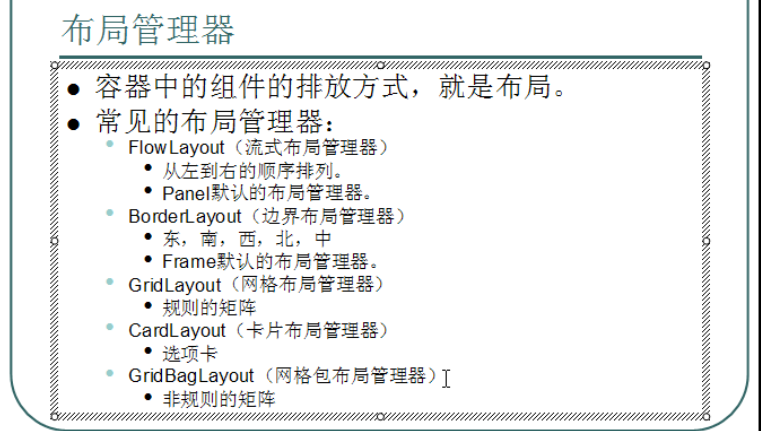 布局管理器
容器中的组件的排放方式，就是布局。
常见的布局管理器：
FlowLayout（流式布局管理器）
从左到右的顺序排列。
Panel默认的布局管理器。
BorderLayout（边界布局管理器）
东，南，西，北，中
Frame默认的布局管理器。
GridLayout（网格布局管理器）
规则的矩阵
CardLayout（卡片布局管理器）
选项卡
GridBagLayout（网格包布局管理器）
非规则的矩阵